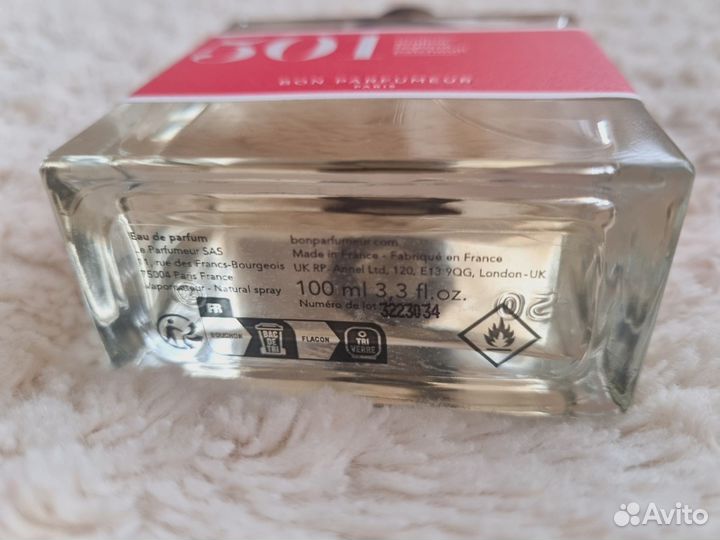 501
BON PARFUMEUR
PARIS
Eau de parfum
Le Parfumeur SAS
rue des Francs-Bourgeois
75004 Paris France
Vaporisateur - Natural spray
bonparfumeur.com
Made in France - Fabriqué en France
UK RP: Annel Ltd, 120, E13 9QG, London - UK
100 ml 3,3 fl.oz.
Numéro de lot 3223034
FR
BOUCHON
BAC
DE
TRI
FLACON
TRI
VERRE
Avito